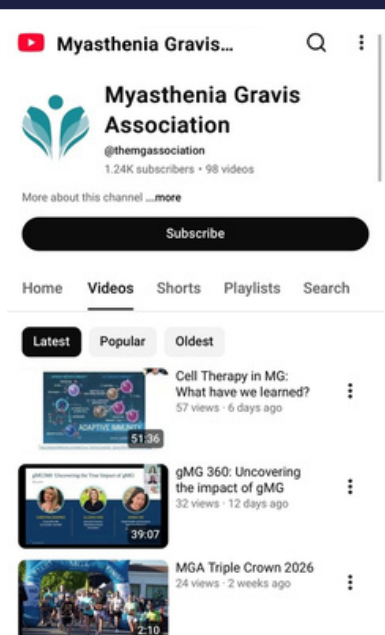 Myasthenia Gravis...
Myasthenia Gravis
Association
@themgassociation
1.24K subscribers • 98 videos
More about this channel ...more
Subscribe
Home Videos Shorts Playlists Search
Latest Popular Oldest
Cell Therapy in MG:
What have we learned?
57 views · 6 days ago
ADAPTIVE IMMUNITY
51:36
gMG 360: Uncovering
the impact of gMG
32 views · 12 days ago
gMG360: Uncovering the True Impact of gMG
39:07
MGA Triple Crown 2026
24 views · 2 weeks ago
2:10